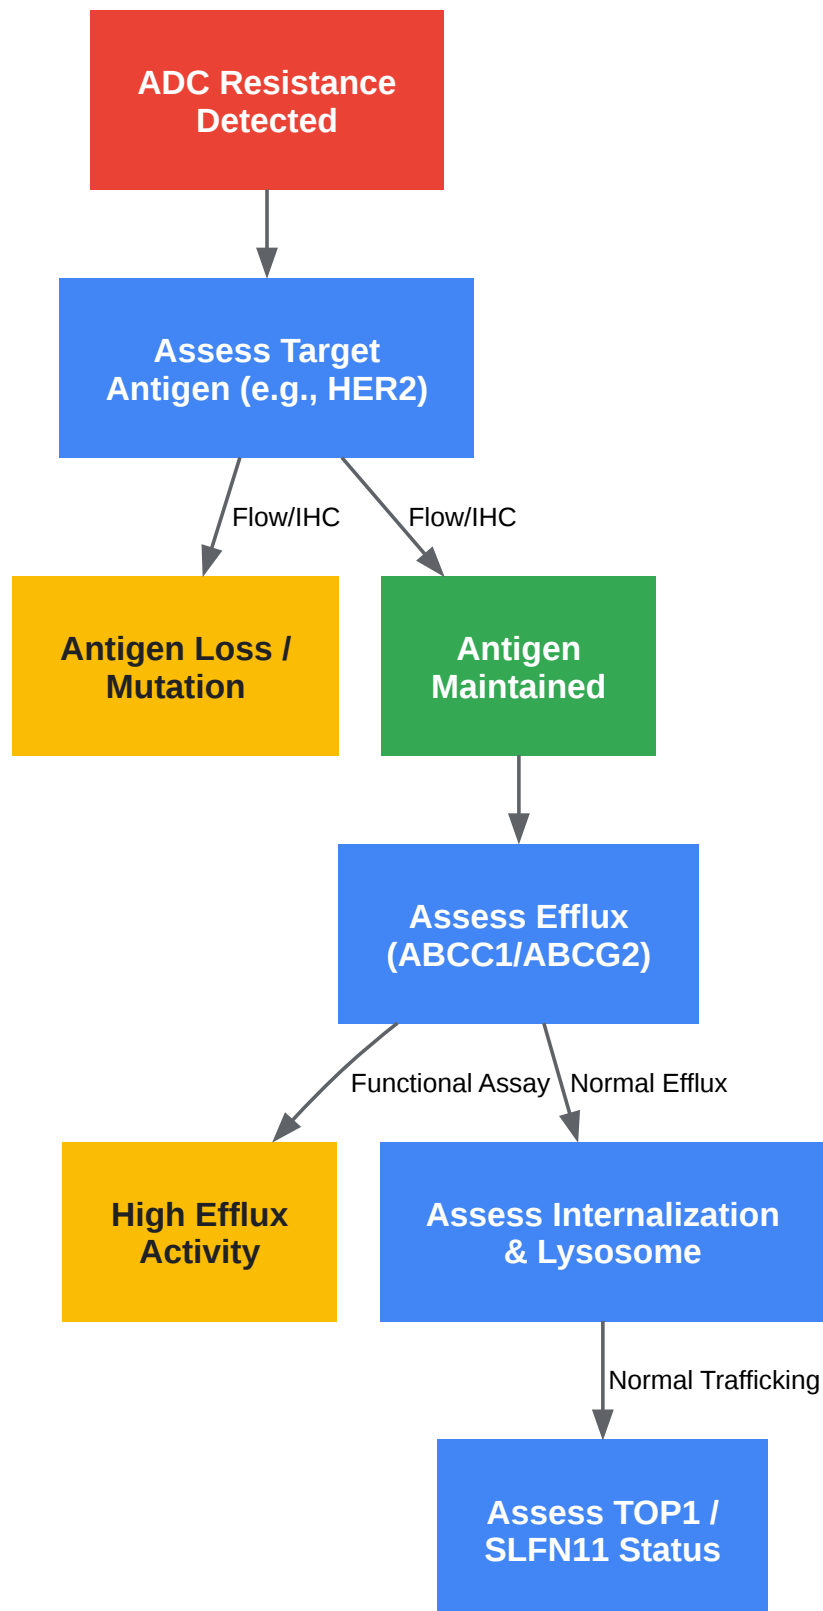 ADC Resistance
Detected
Assess Target
Antigen (e.g., HER2)
Flow/IHC
Flow/IHC
Antigen Loss /
Mutation
Antigen
Maintained
Assess Efflux
(ABCC1/ABCG2)
Functional Assay
Normal Efflux
High Efflux
Activity
Assess Internalization
& Lysosome
Normal Trafficking
Assess TOP1 /
SLFN11 Status